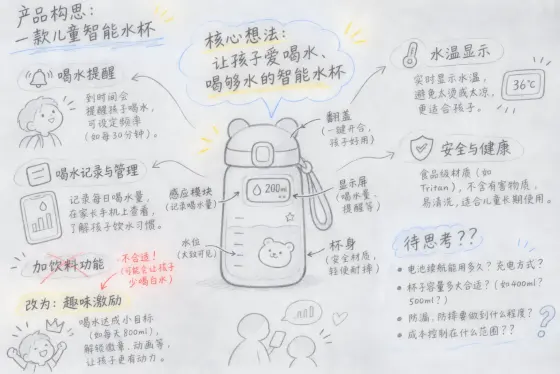 产品构思：
一款儿童智能水杯
核心想法：
让孩子爱喝水、
喝够水的智能水杯
喝水提醒
到时间会
提醒孩子喝水，
可设定频率
（如每30分钟）。
喝水记录与管理
记录每日喝水量，
在家长手机上查看，
了解孩子饮水习惯。
加饮料功能
不合适！
（可能会让孩子
少喝白水）
改为：趣味激励
喝水达成小目标
（如每天800ml），
解锁徽章、动画等，
让孩子更有动力。
翻盖
（一键开合，
孩子好用）
感应模块
（记录喝水量）
200ml
显示屏
（喝水量、
提醒等）
水位
（大致可见）
杯身
（安全材质，
轻便耐摔）
水温显示
实时显示水温，
避免太烫或太凉，
更适合孩子。
36℃
安全与健康
食品级材质（如
Tritan），不含有害物质，
易清洗，适合儿童长期使用。
待思考？？
• 电池续航能用多久？充电方式？
• 杯子容量多大合适？（如400ml？
500ml？）
• 防漏、防摔要做到什么程度？
• 成本控制在什么范围？？